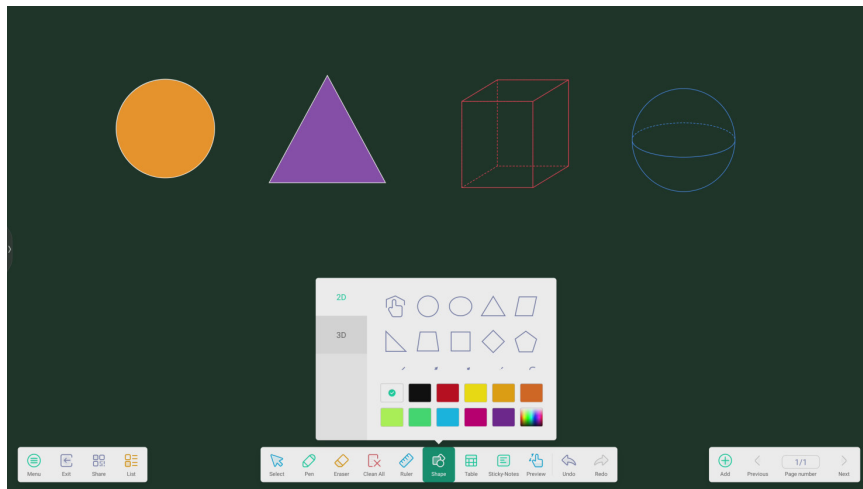 2D
3D
Menu
Exit
Share
List
Select
Pen
Eraser
Clean All
Ruler
Shape
Table
Sticky-Notes
Preview
Undo
Redo
Add
Previous
1/1
Page number
Next